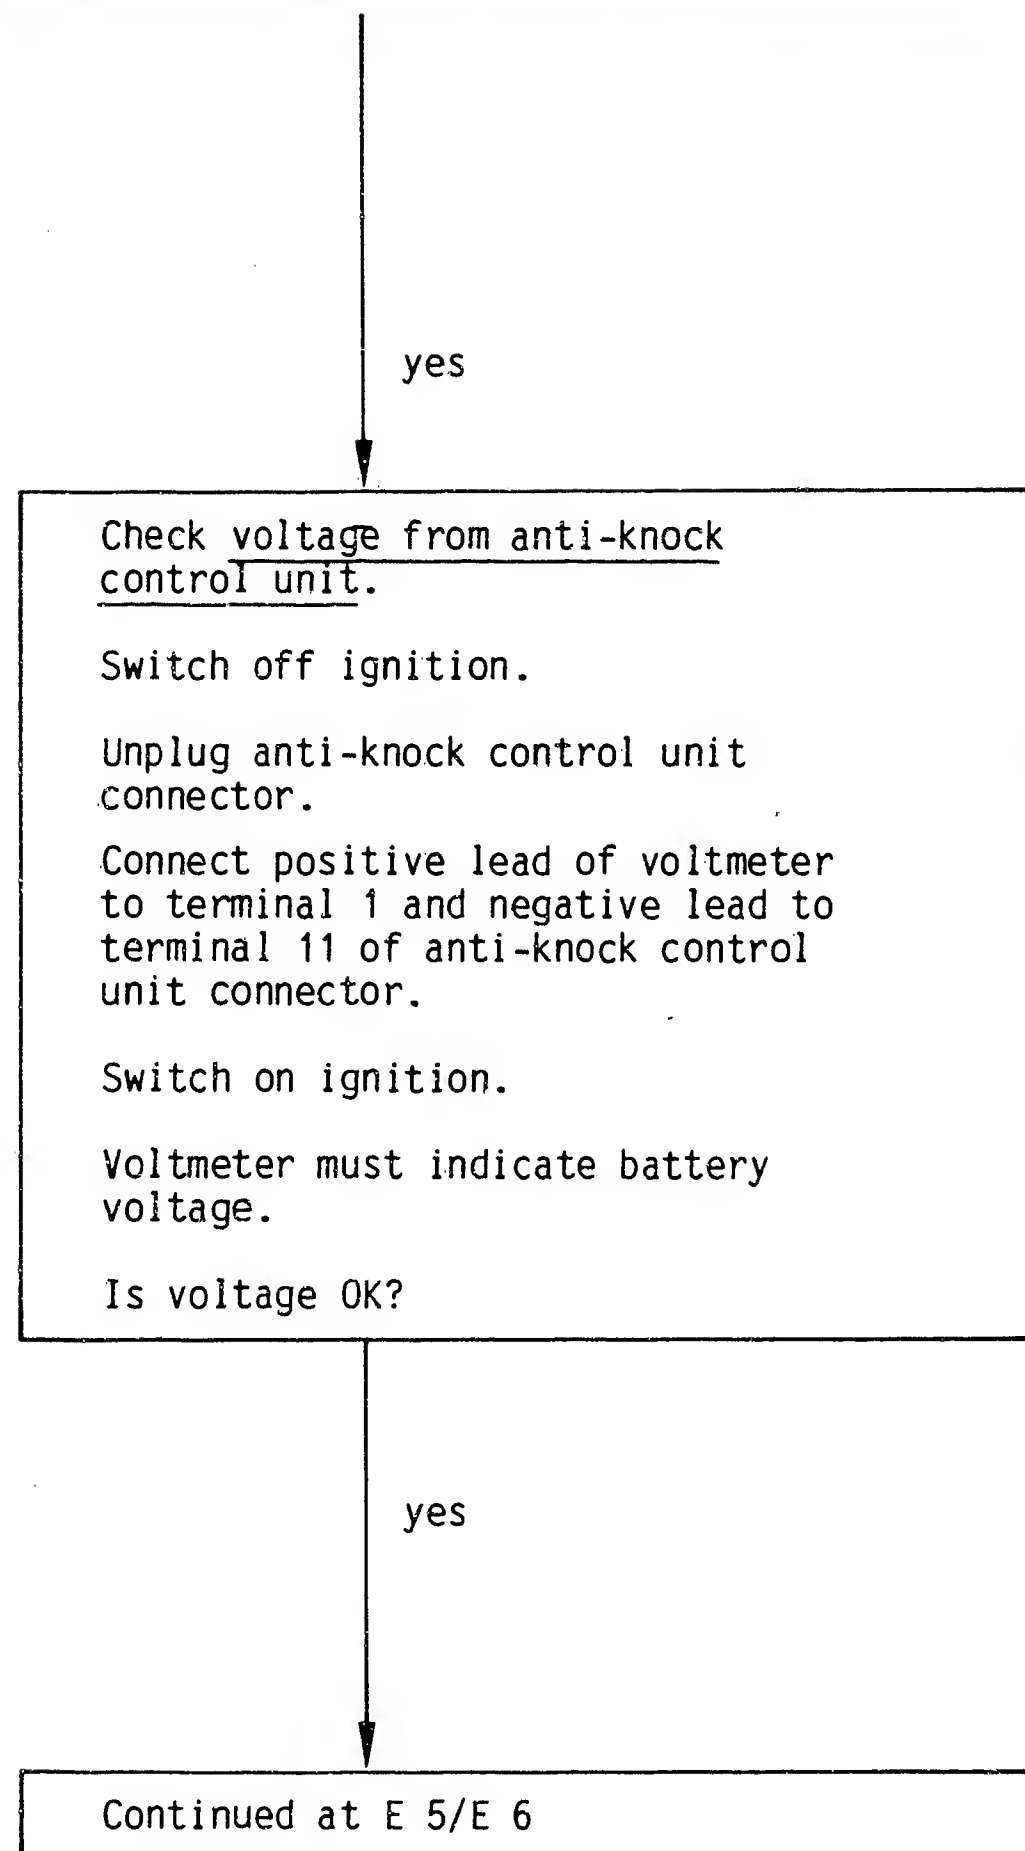 yes
Check voltage from anti-knock
control unit.
Switch off ignition.
Unplug anti-knock control unit
connector.
Connect positive lead of voltmeter
to terminal 1 and negative lead to
terminal 11 of anti-knock control
unit connector.
Switch on ignition.
Voltmeter must indicate battery
voltage.
Is voltage OK?
yes
Continued at E 5/E 6